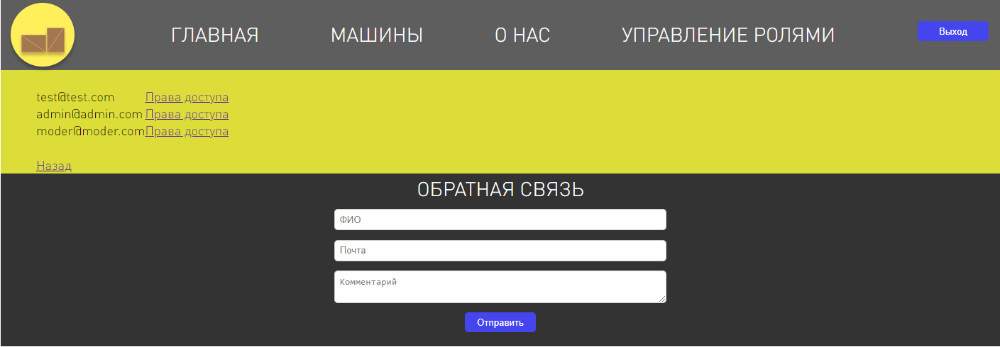 ГЛАВНАЯ МАШИНЫ О НАС УПРАВЛЕНИЕ РОЛЯМИ Выход
test@test.com Права доступа
admin@admin.com Права доступа
moder@moder.com Права доступа
Назад
ОБРАТНАЯ СВЯЗЬ
ФИО
Почта
Комментарий
Отправить